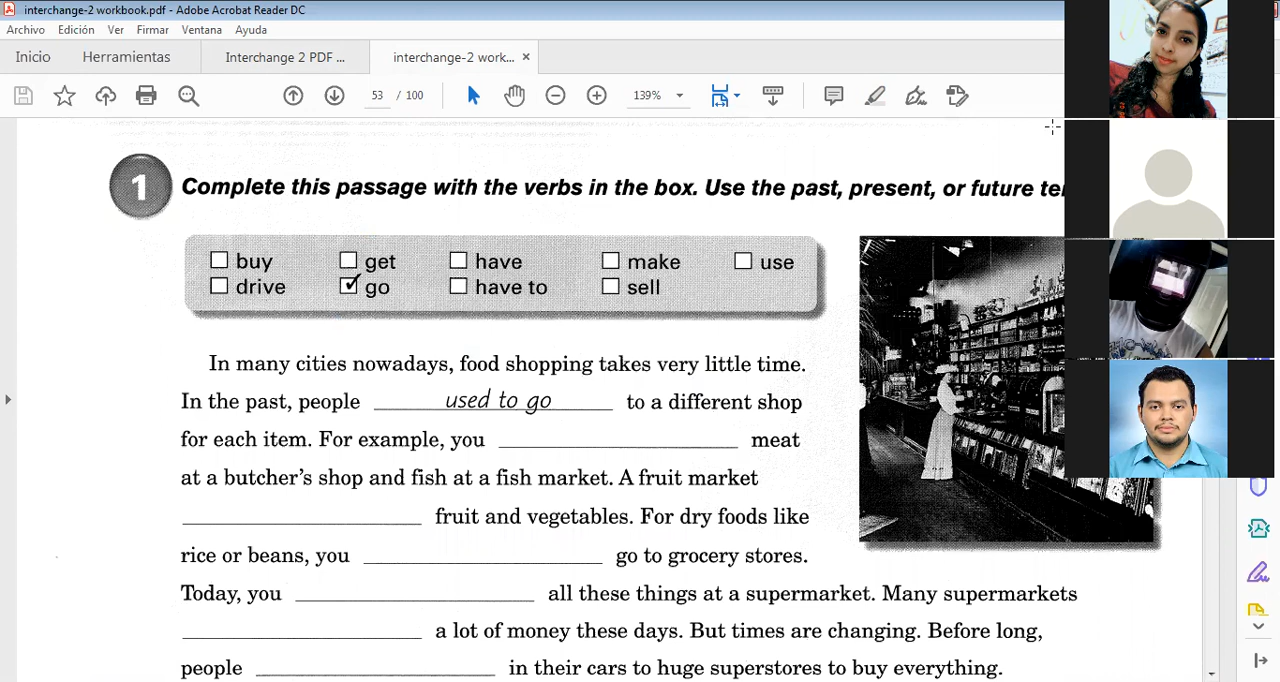 interchange-2 workbook.pdf - Adobe Acrobat Reader DC
Archivo Edición Ver Firmar Ventana Ayuda
Inicio Herramientas Interchange 2 PDF ... interchange-2 work... ×
53 / 100 139%
1 Complete this passage with the verbs in the box. Use the past, present, or future te
buy get have make use
drive go have to sell
In many cities nowadays, food shopping takes very little time.
In the past, people used to go to a different shop
for each item. For example, you meat
at a butcher's shop and fish at a fish market. A fruit market
fruit and vegetables. For dry foods like
rice or beans, you go to grocery stores.
Today, you all these things at a supermarket. Many supermarkets
a lot of money these days. But times are changing. Before long,
people in their cars to huge superstores to buy everything.